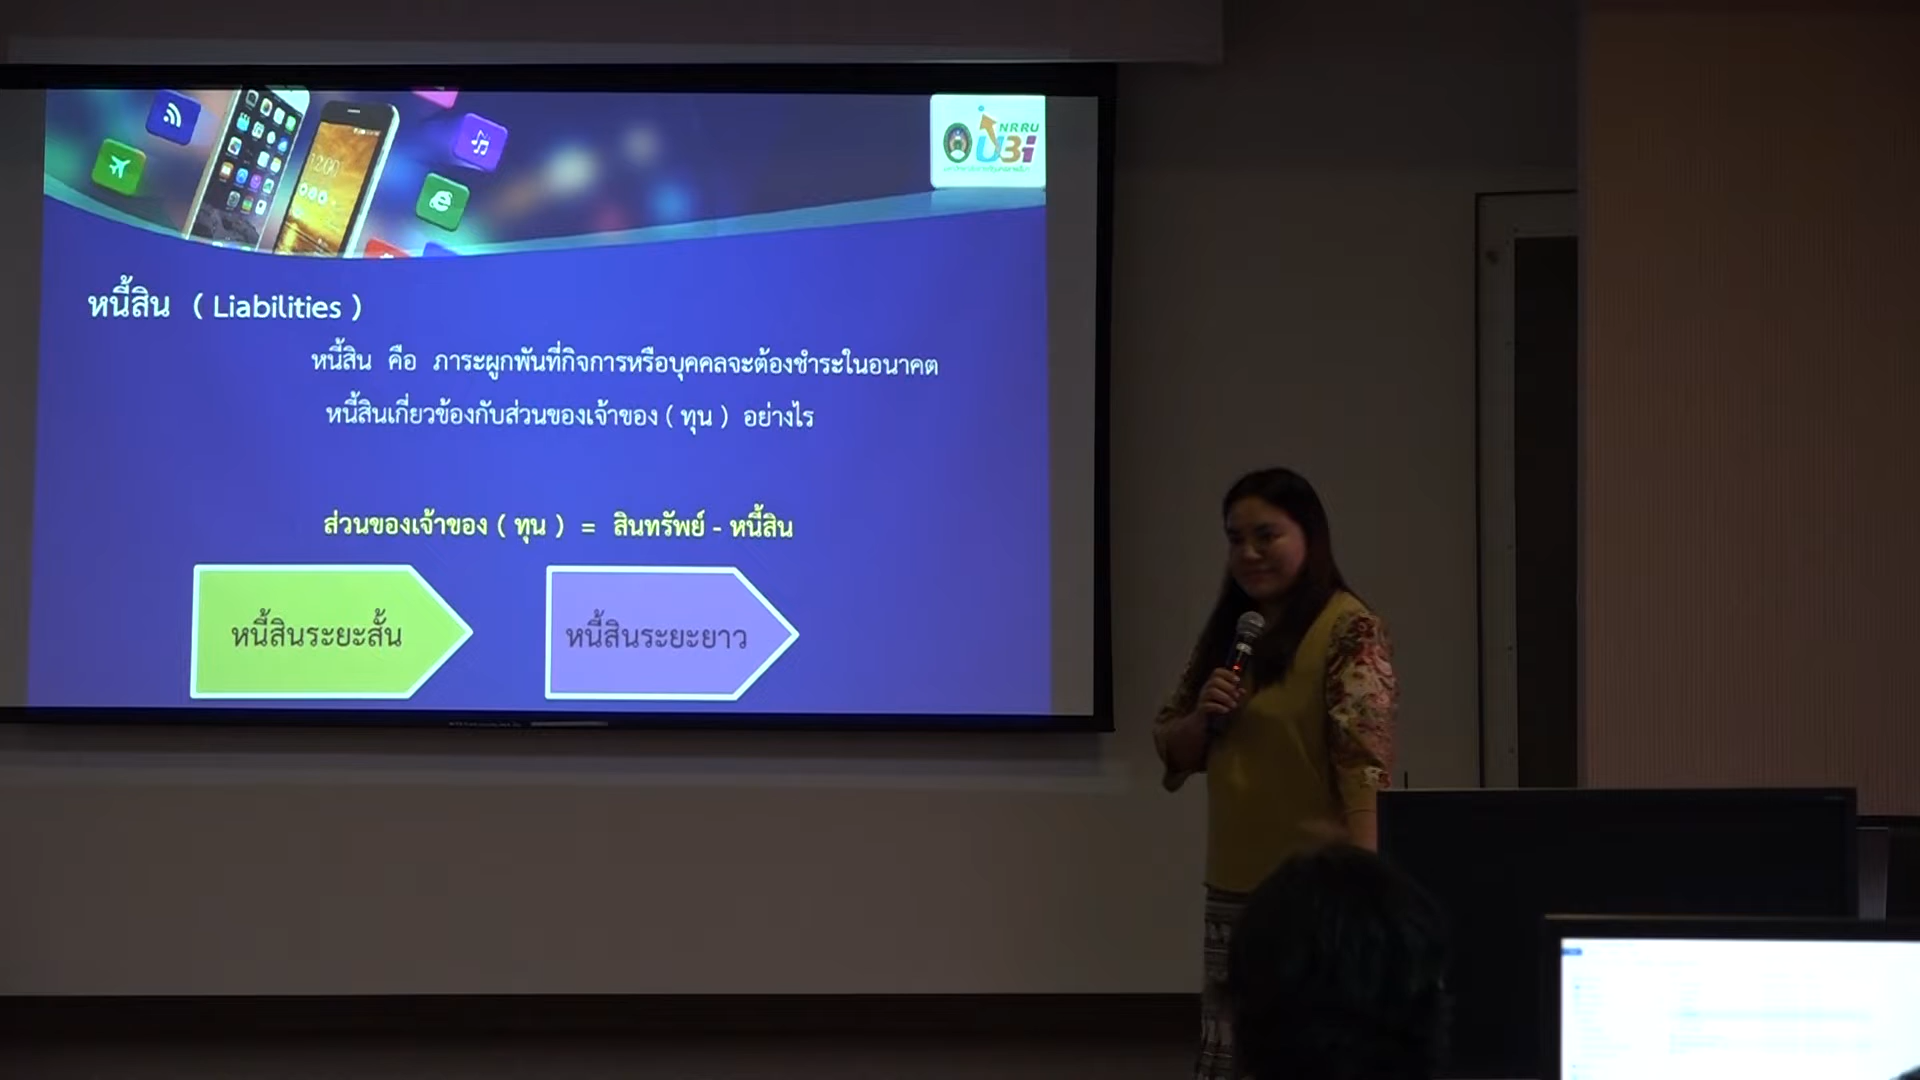 NRRU
UBi
12:00
หนี้สิน ( Liabilities )
หนี้สิน คือ ภาระผูกพันที่กิจการหรือบุคคลจะต้องชำระในอนาคต
หนี้สินเกี่ยวข้องกับส่วนของเจ้าของ ( ทุน ) อย่างไร
ส่วนของเจ้าของ ( ทุน ) = สินทรัพย์ - หนี้สิน
หนี้สินระยะสั้น
หนี้สินระยะยาว